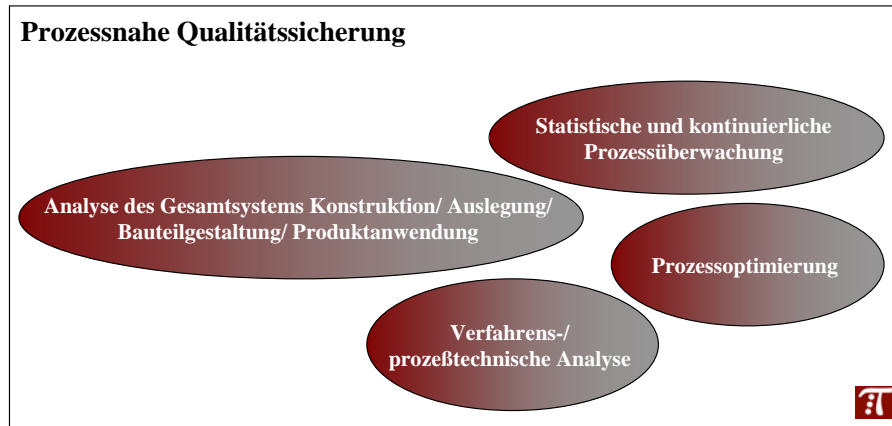 Prozessnahe Qualitätssicherung
Statistische und kontinuierliche
Prozessüberwachung
Analyse des Gesamtsystems Konstruktion/ Auslegung/
Bauteilgestaltung/ Produktanwendung
Prozessoptimierung
Verfahrens-/
prozeßtechnische Analyse